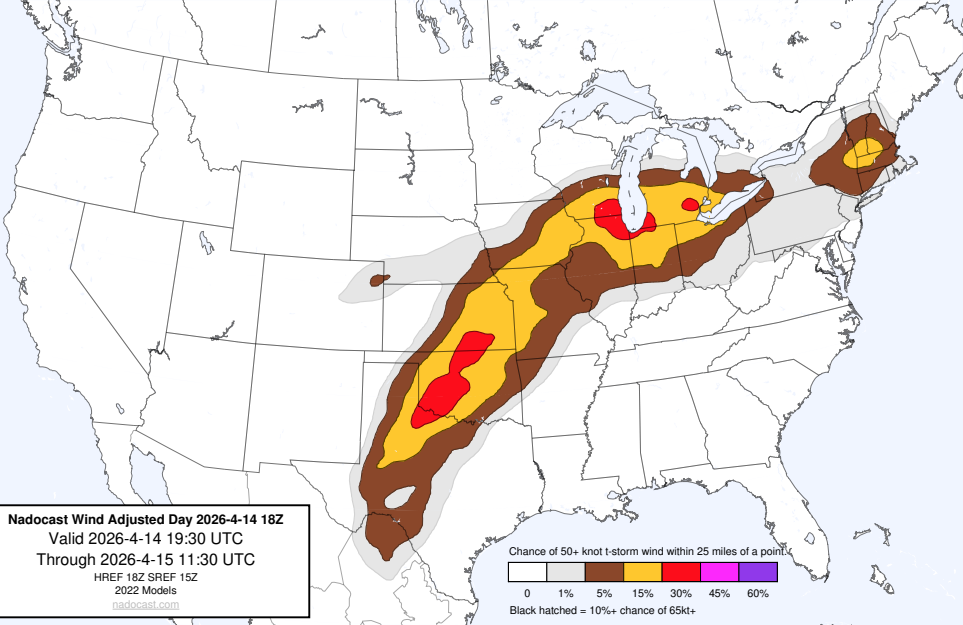 Nadocast Wind Adjusted Day 2026-4-14 18Z
Valid 2026-4-14 19:30 UTC
Through 2026-4-15 11:30 UTC
HREF 18Z SREF 15Z
2022 Models
nadocast.com
Chance of 50+ knot t-storm wind within 25 miles of a point.
0 1% 5% 15% 30% 45% 60%
Black hatched = 10%+ chance of 65kt+